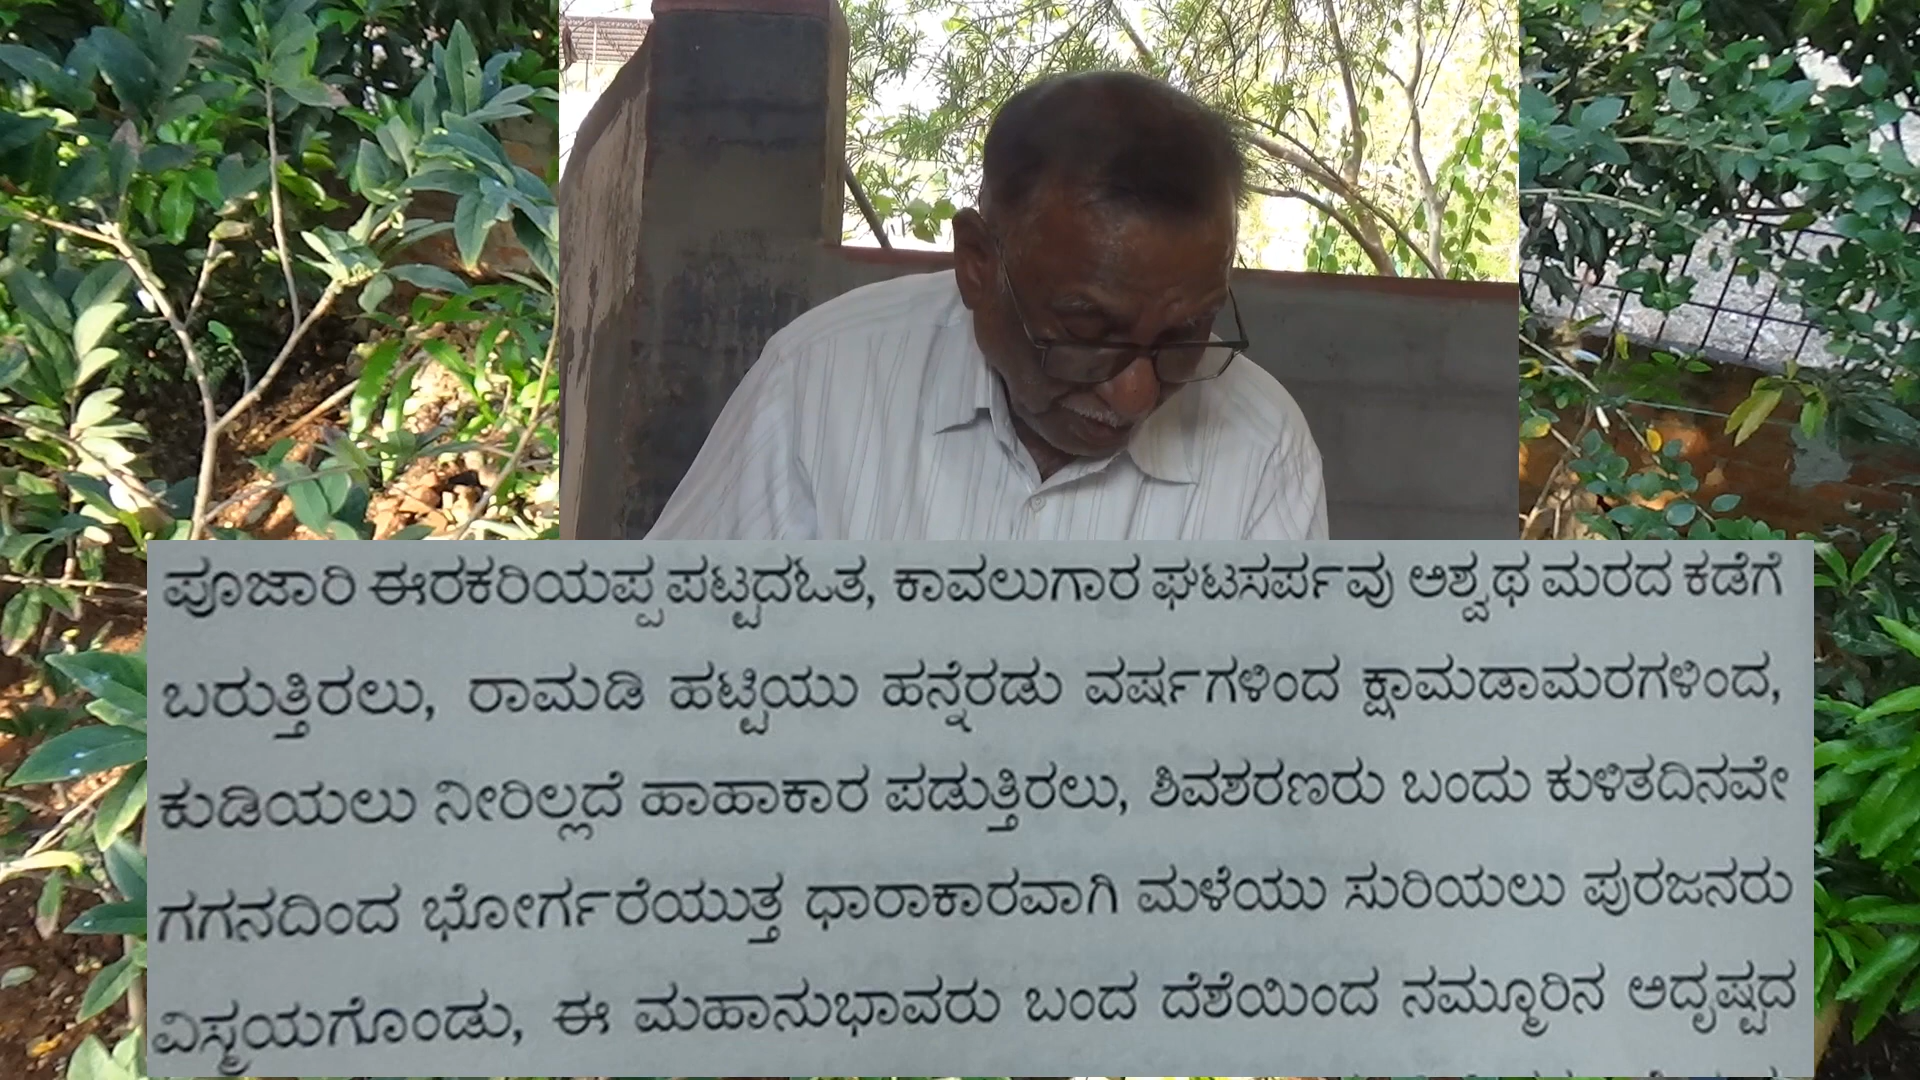 ಪೂಜಾರಿ ಈರಕರಿಯಪ್ಪ ಪಟ್ಟದಓತ, ಕಾವಲುಗಾರ ಘಟಸರ್ಪವು ಅಶ್ವಥ ಮರದ ಕಡೆಗೆ
ಬರುತ್ತಿರಲು, ರಾಮಡಿ ಹಟ್ಟಿಯು ಹನ್ನೆರಡು ವರ್ಷಗಳಿಂದ ಕ್ಷಾಮಡಾಮರಗಳಿಂದ,
ಕುಡಿಯಲು ನೀರಿಲ್ಲದೆ ಹಾಹಾಕಾರ ಪಡುತ್ತಿರಲು, ಶಿವಶರಣರು ಬಂದು ಕುಳಿತದಿನವೇ
ಗಗನದಿಂದ ಭೋರ್ಗರೆಯುತ್ತ ಧಾರಾಕಾರವಾಗಿ ಮಳೆಯು ಸುರಿಯಲು ಪುರಜನರು
ವಿಸ್ಮಯಗೊಂಡು, ಈ ಮಹಾನುಭಾವರು ಬಂದ ದೆಶೆಯಿಂದ ನಮ್ಮೂರಿನ ಅದೃಷ್ಟದ